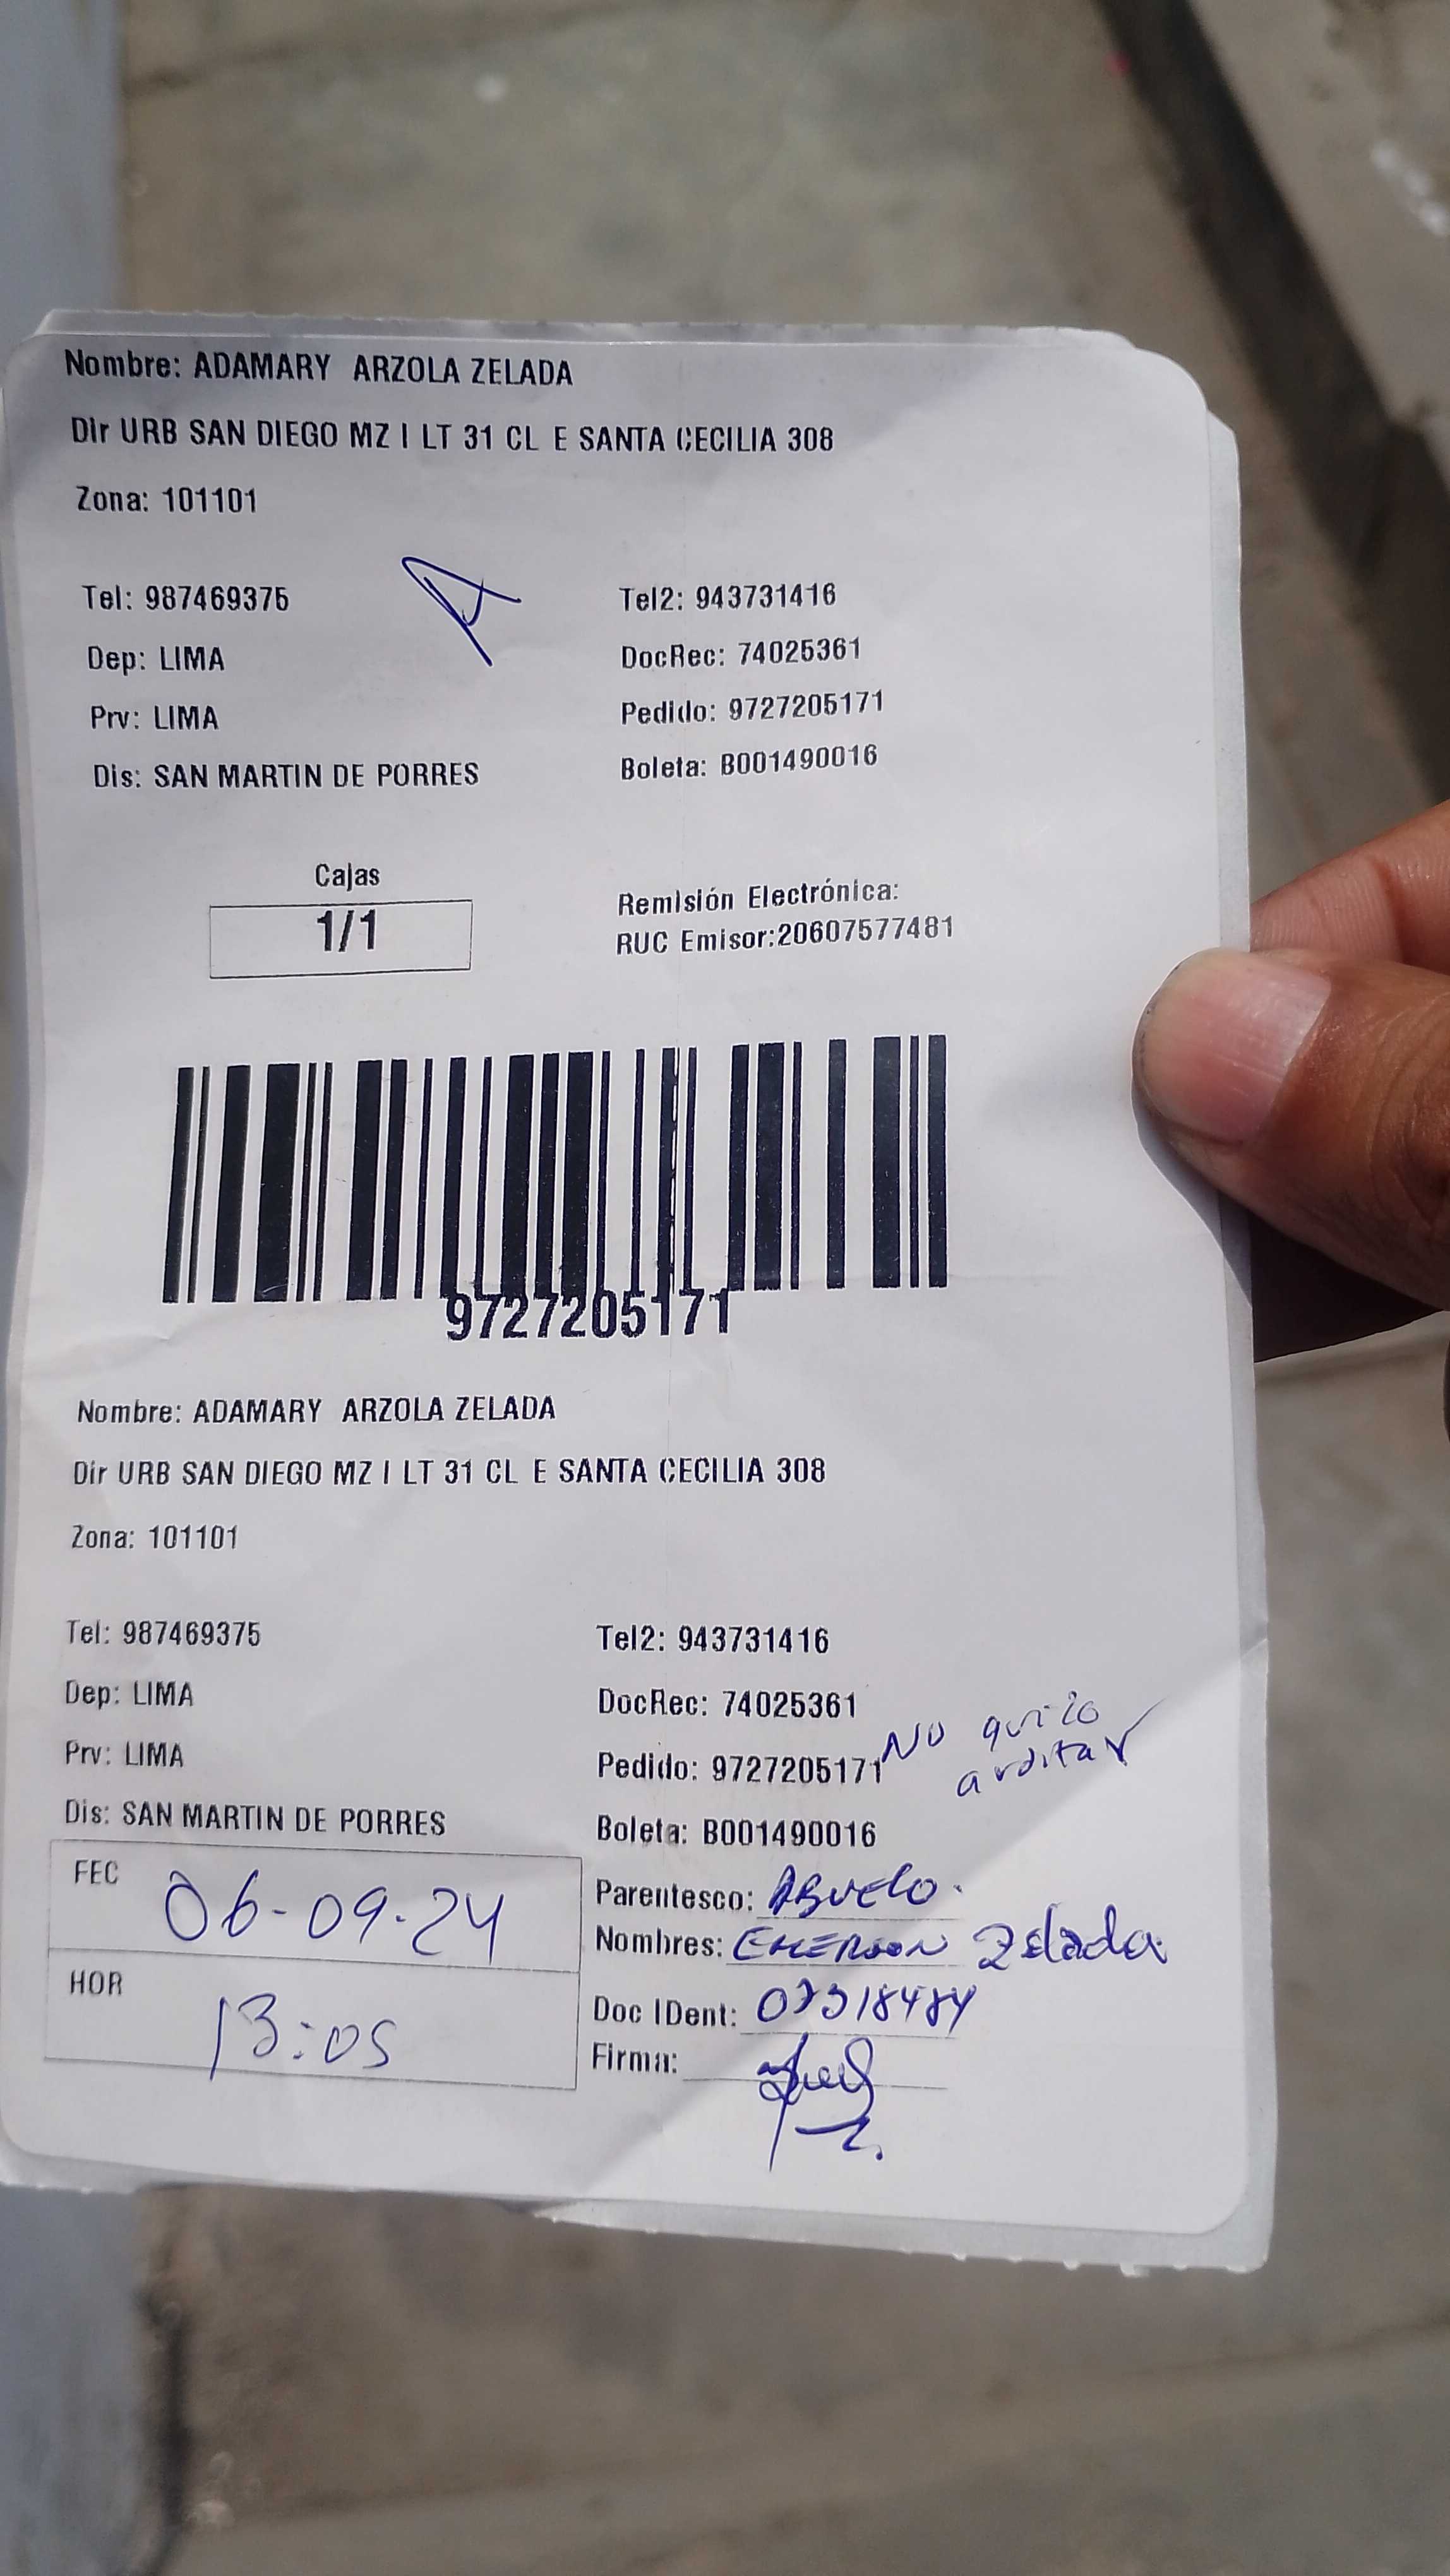 Nombre: ADAMARY ARZOLA ZELADA
Dir URB SAN DIEGO MZ I LT 31 CL E SANTA CECILIA 308
Zona: 101101
Tel: 987469375 Tel2: 943731416
Dep: LIMA DocRec: 74025361
Prv: LIMA Pedido: 9727205171
Dis: SAN MARTIN DE PORRES Boleta: B001490016
Cajas
1/1
Remisión Electrónica:
RUC Emisor:20607577481
9727205171
Nombre: ADAMARY ARZOLA ZELADA
Dir URB SAN DIEGO MZ I LT 31 CL E SANTA CECILIA 308
Zona: 101101
Tel: 987469375 Tel2: 943731416
Dep: LIMA DocRec: 74025361
No quizo
Prv: LIMA Pedido: 9727205171
Dis: SAN MARTIN DE PORRES Boleta: B001490016
FEC 06-09-24
HOR 13:05
Parentesco: ABUELO.
Nombres: EMERSON Zelada
Doc IDent: 07318484
Firma: